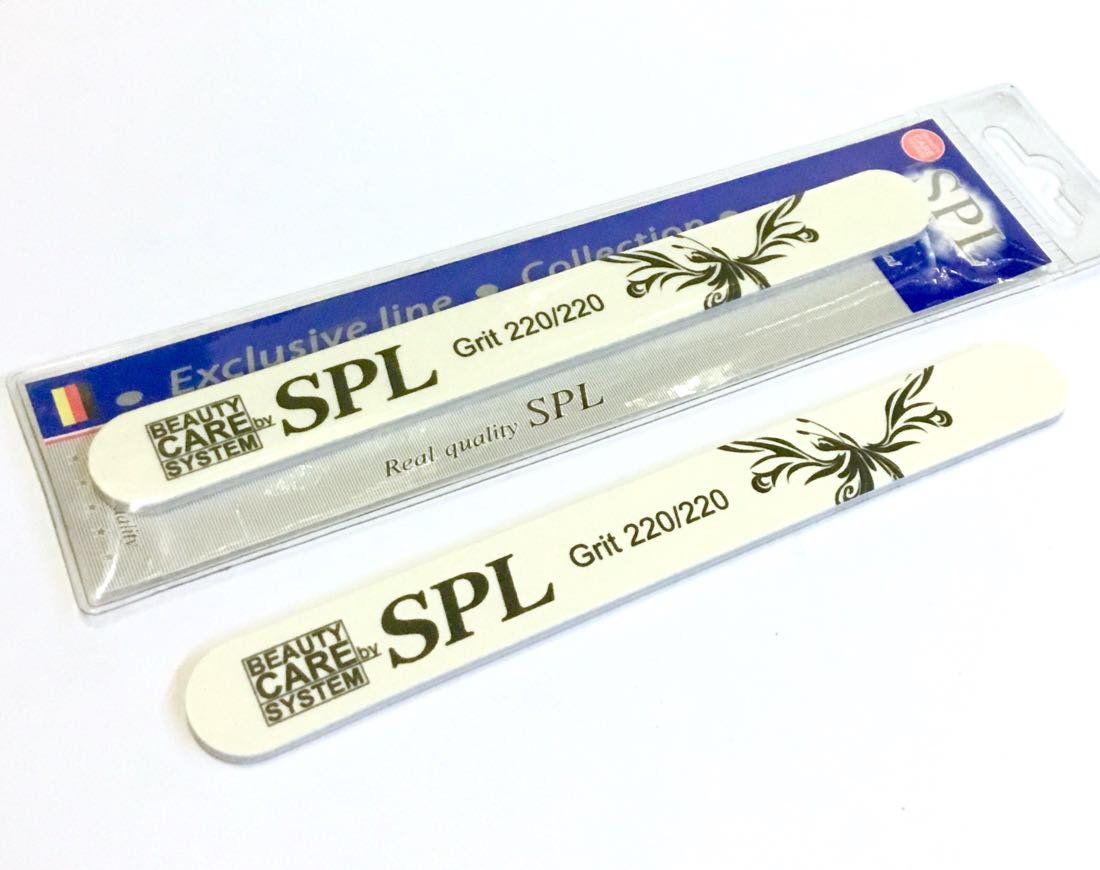 SPL
Exclusive line • Collection •
BEAUTY
CARE
SYSTEM
by
SPL
Grit 220/220
Real quality SPL
BEAUTY
CARE
SYSTEM
by
SPL
Grit 220/220